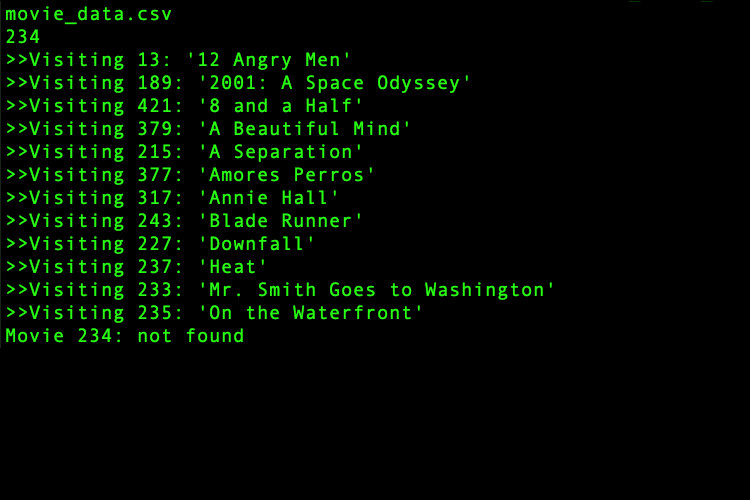 movie_data.csv
234
>>Visiting 13: '12 Angry Men'
>>Visiting 189: '2001: A Space Odyssey'
>>Visiting 421: '8 and a Half'
>>Visiting 379: 'A Beautiful Mind'
>>Visiting 215: 'A Separation'
>>Visiting 377: 'Amores Perros'
>>Visiting 317: 'Annie Hall'
>>Visiting 243: 'Blade Runner'
>>Visiting 227: 'Downfall'
>>Visiting 237: 'Heat'
>>Visiting 233: 'Mr. Smith Goes to Washington'
>>Visiting 235: 'On the Waterfront'
Movie 234: not found